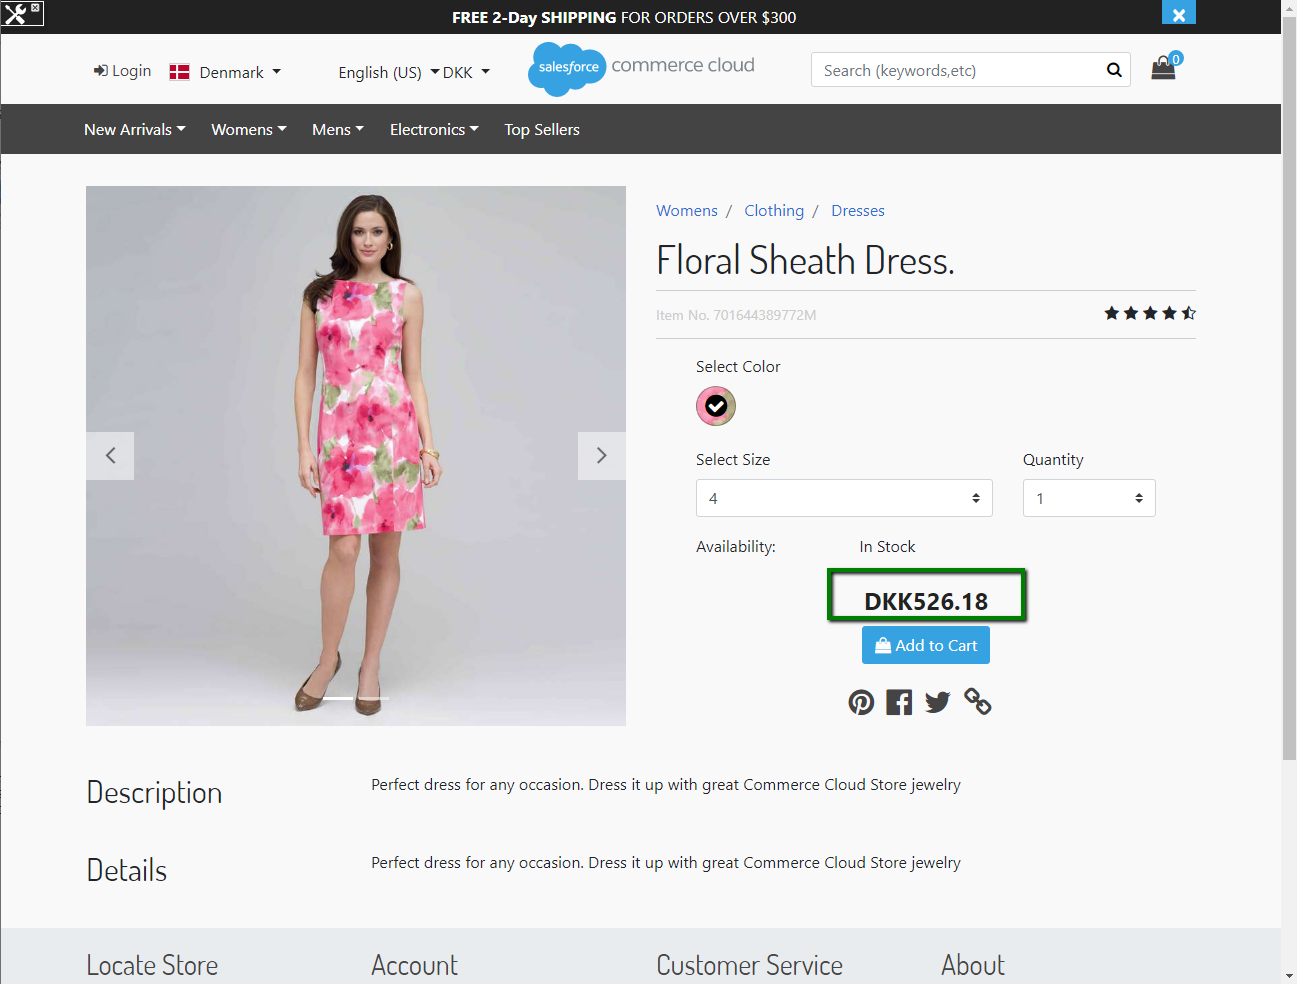 FREE 2-Day SHIPPING FOR ORDERS OVER $300
Login Denmark English (US) DKK salesforce commerce cloud Search (keywords,etc) 0
New Arrivals Womens Mens Electronics Top Sellers
Womens / Clothing / Dresses
Floral Sheath Dress.
Item No. 701644389772M
Select Color
Select Size Quantity
4 1
Availability: In Stock
DKK526.18
Add to Cart
Description Perfect dress for any occasion. Dress it up with great Commerce Cloud Store jewelry
Details Perfect dress for any occasion. Dress it up with great Commerce Cloud Store jewelry
Locate Store Account Customer Service About